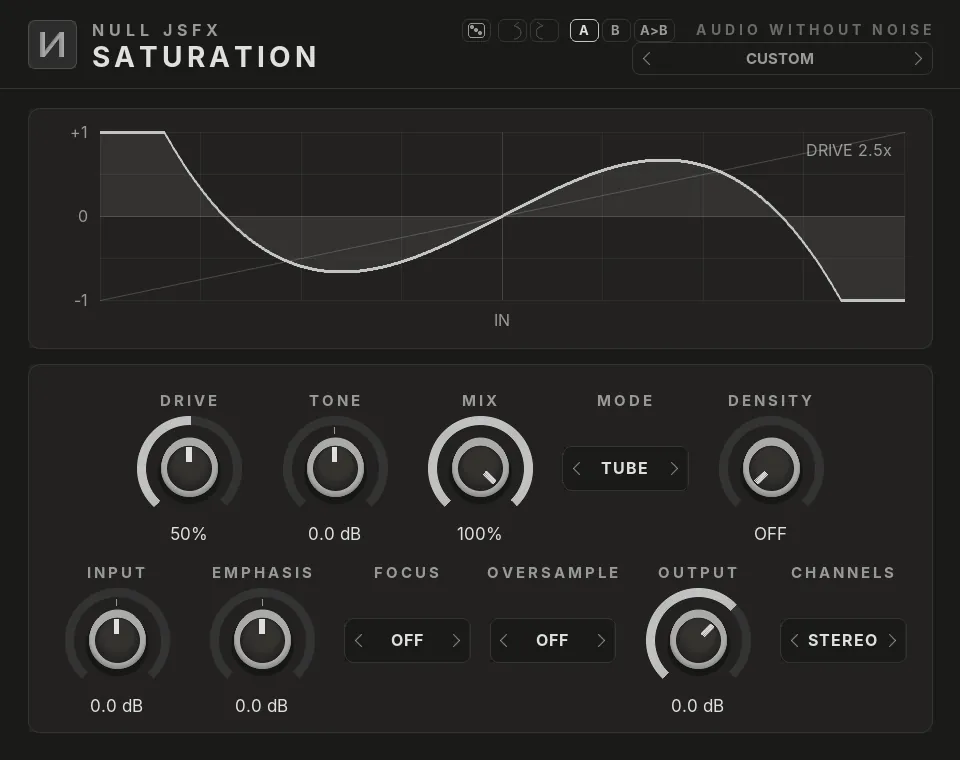 NULL JSFX
SATURATION
A B A>B AUDIO WITHOUT NOISE
CUSTOM
+1
DRIVE 2.5x
0
-1
IN
DRIVE TONE MIX MODE DENSITY
TUBE
50% 0.0 dB 100% OFF
INPUT EMPHASIS FOCUS OVERSAMPLE OUTPUT CHANNELS
OFF OFF STEREO
0.0 dB 0.0 dB 0.0 dB